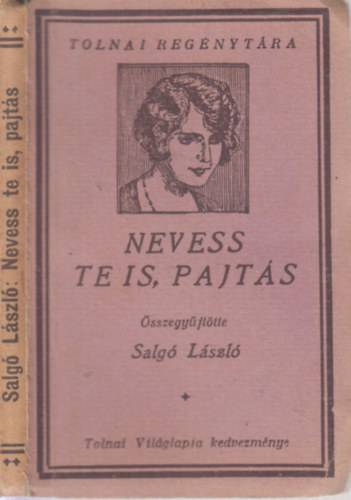 Salgó László: Nevess te is, pajtás
TOLNAI REGÉNYTÁRA
NEVESS
TE IS, PAJTÁS
Összegyűjtötte
Salgó László
Tolnai Világlapja kedvezménye